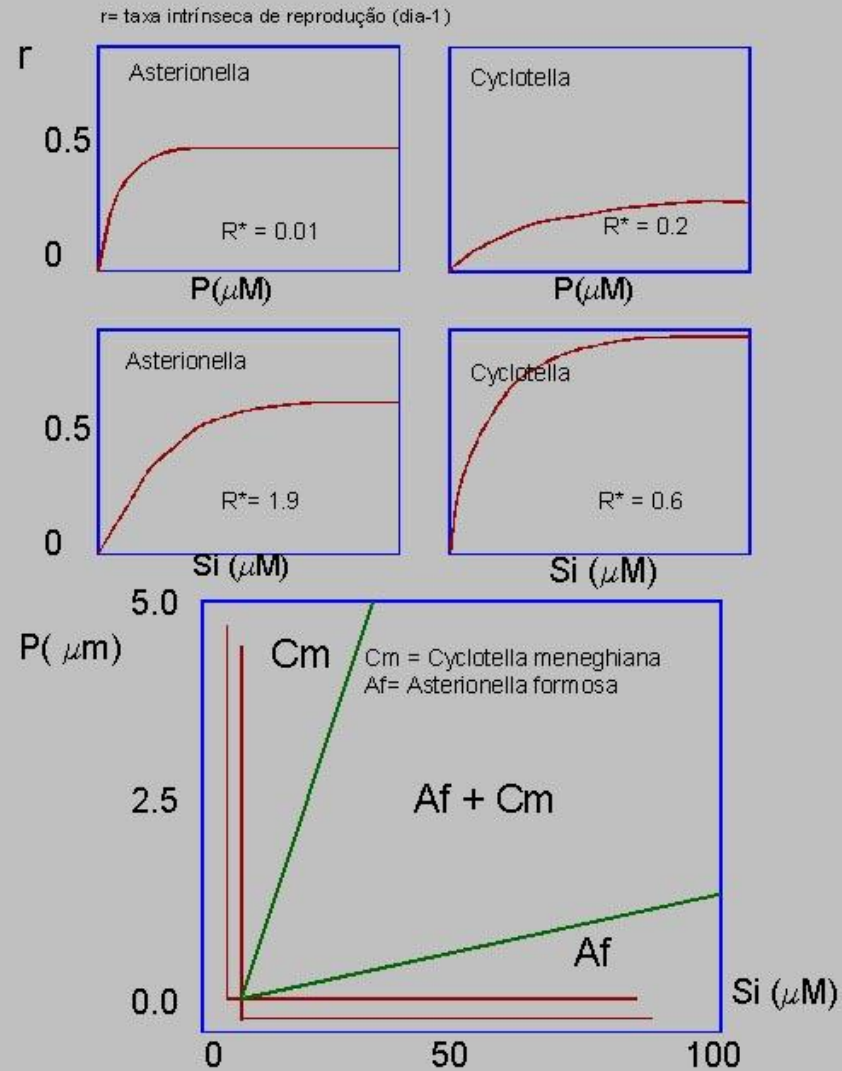 r= taxa intrínseca de reprodução (dia-1)
r
Asterionella
Cyclotella
0.5
R* = 0.01
R* = 0.2
0
P(μM)
P(μM)
Asterionella
Cyclotella
0.5
R*= 1.9
R* = 0.6
0
Si (μM)
Si (μM)
5.0
P( μm)
Cm
Cm = Cyclotella meneghiana
Af= Asterionella formosa
2.5
Af + Cm
Af
0.0
Si (μM)
0
50
100